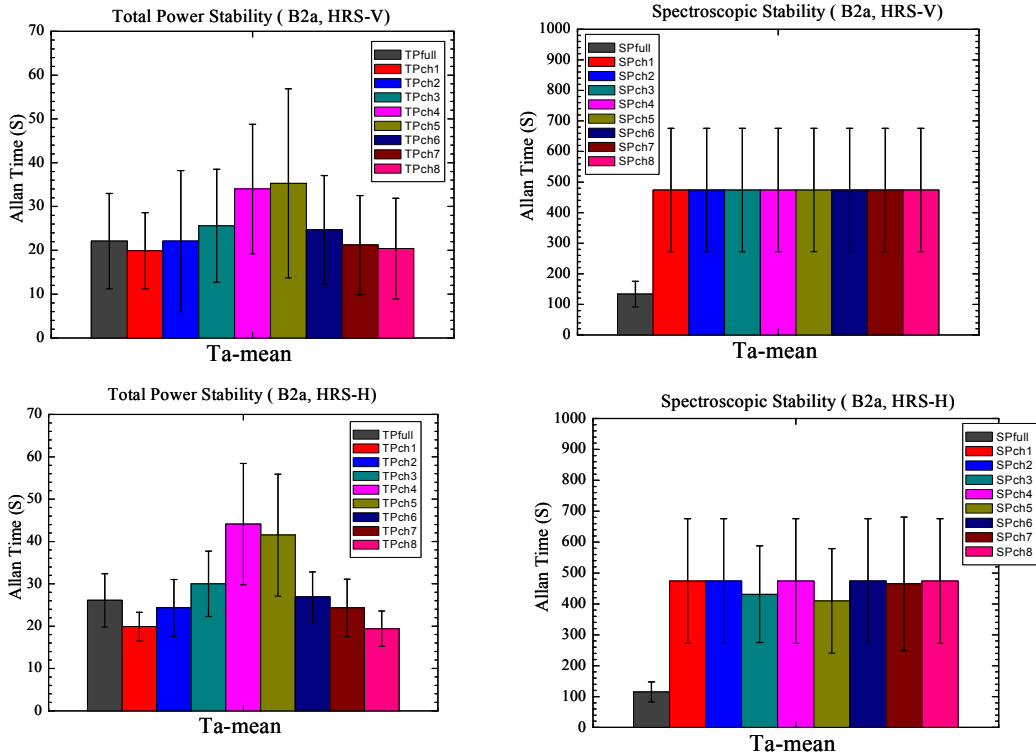 Total Power Stability ( B2a, HRS-V)
Allan Time (S)
70
60
50
40
30
20
10
0
TPfull
TPch1
TPch2
TPch3
TPch4
TPch5
TPch6
TPch7
TPch8
Ta-mean
Spectroscopic Stability (B2a, HRS-V)
Allan Time (S)
1000
900
800
700
600
500
400
300
200
100
0
SPfull
SPch1
SPch2
SPch3
SPch4
SPch5
SPch6
SPch7
SPch8
Ta-mean
Total Power Stability ( B2a, HRS-H)
Allan Time (S)
70
60
50
40
30
20
10
0
TPfull
TPch1
TPch2
TPch3
TPch4
TPch5
TPch6
TPch7
TPch8
Ta-mean
Spectroscopic Stability (B2a, HRS-H)
Allan Time (S)
1000
900
800
700
600
500
400
300
200
100
0
SPfull
SPch1
SPch2
SPch3
SPch4
SPch5
SPch6
SPch7
SPch8
Ta-mean